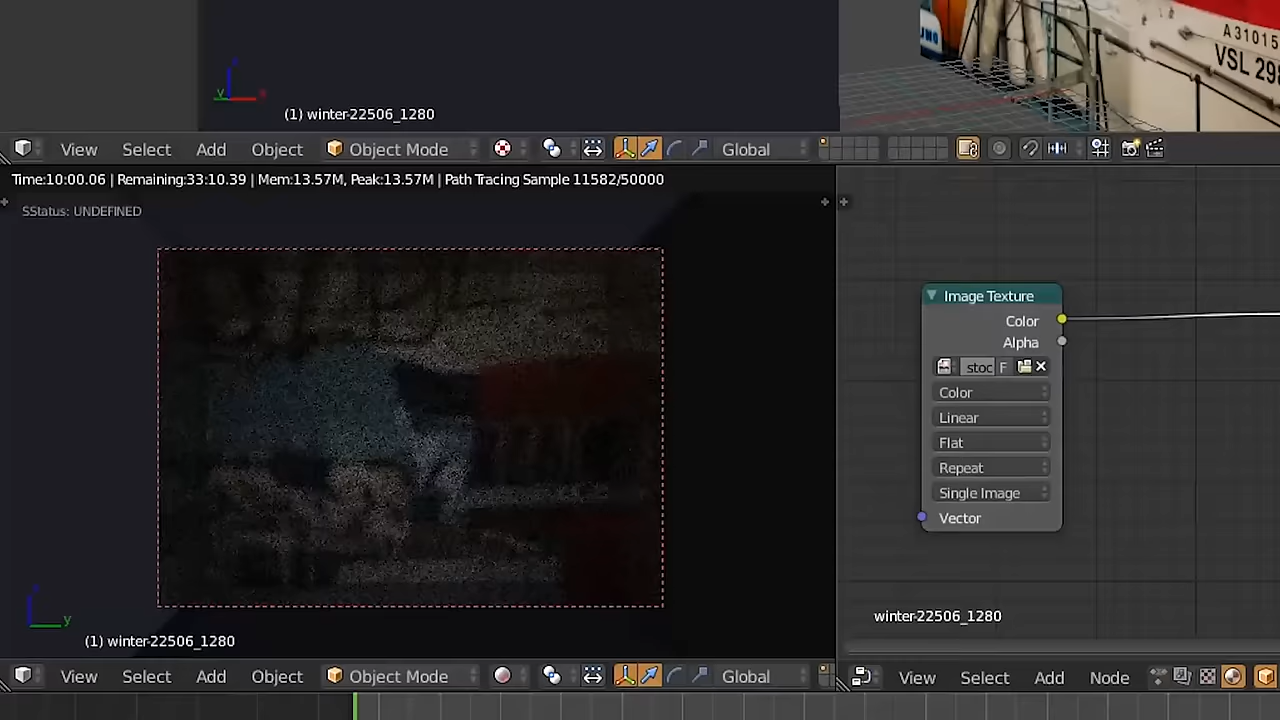 A31015
VSL 29
(1) winter-22506_1280
View Select Add Object Object Mode Global
Time:10:00.06 | Remaining:33:10.39 | Mem:13.57M, Peak:13.57M | Path Tracing Sample 11582/50000
SStatus: UNDEFINED
Image Texture
Color
Alpha
stoc F
Color
Linear
Flat
Repeat
Single Image
Vector
winter-22506_1280
y
(1) winter-22506_1280
View Select Add Object Object Mode Global
View Select Add Node